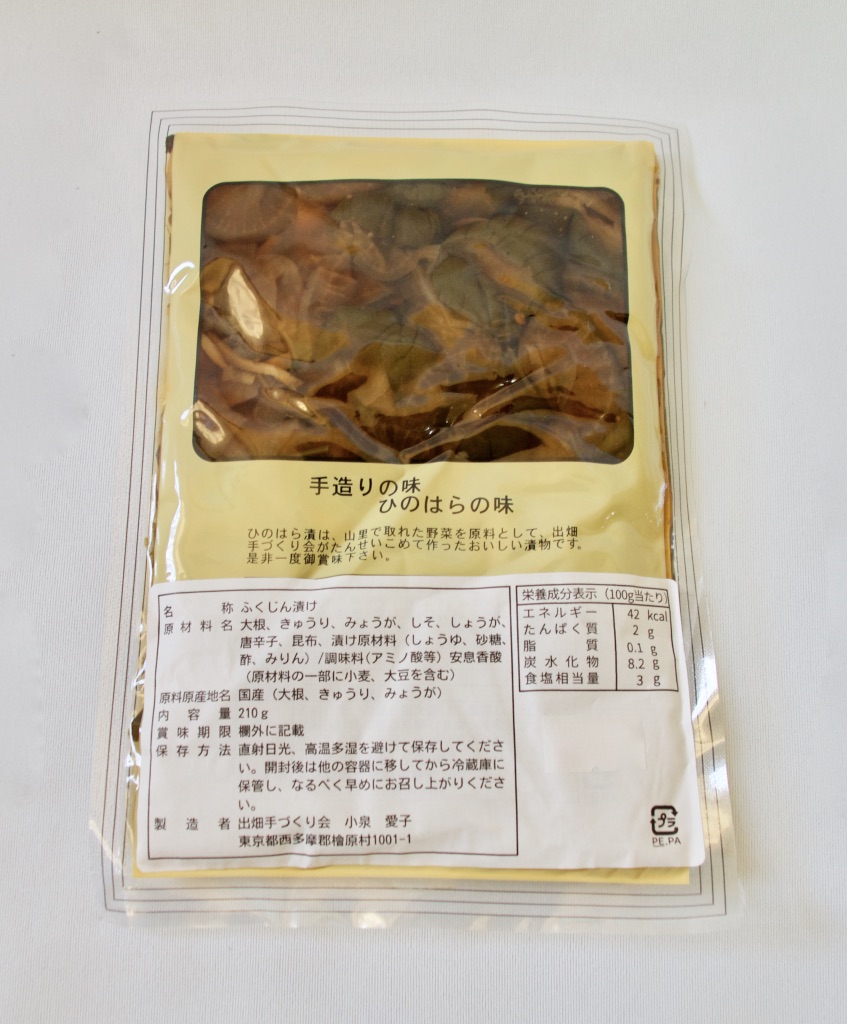 手造りの味
ひのはらの味
ひのはら漬は、山里で取れた野菜を原料として、出畑
手づくり会がたんせいこめて作ったおいしい漬物です。
是非一度御賞味下さい。
名称 ふくじん漬け
原材料名 大根、きゅうり、みょうが、しそ、しょうが、
唐辛子、昆布、漬け原材料（しょうゆ、砂糖、
酢、みりん）/調味料(アミノ酸等）安息香酸
（原材料の一部に小麦、大豆を含む）
原料原産地名 国産（大根、きゅうり、みょうが）
内容量 210g
賞味期限 欄外に記載
保存方法 直射日光、高温多湿を避けて保存してくださ
い。開封後は他の容器に移してから冷蔵庫に
保管し、なるべく早めにお召し上がりくださ
い。
製造者 出畑手づくり会 小泉 愛子
東京都西多摩郡檜原村1001-1
栄養成分表示（100g当たり）
エネルギー 42 kcal
たんぱく質 2 g
脂質 0.1 g
炭水化物 8.2 g
食塩相当量 3 g
プラ
PE,PA